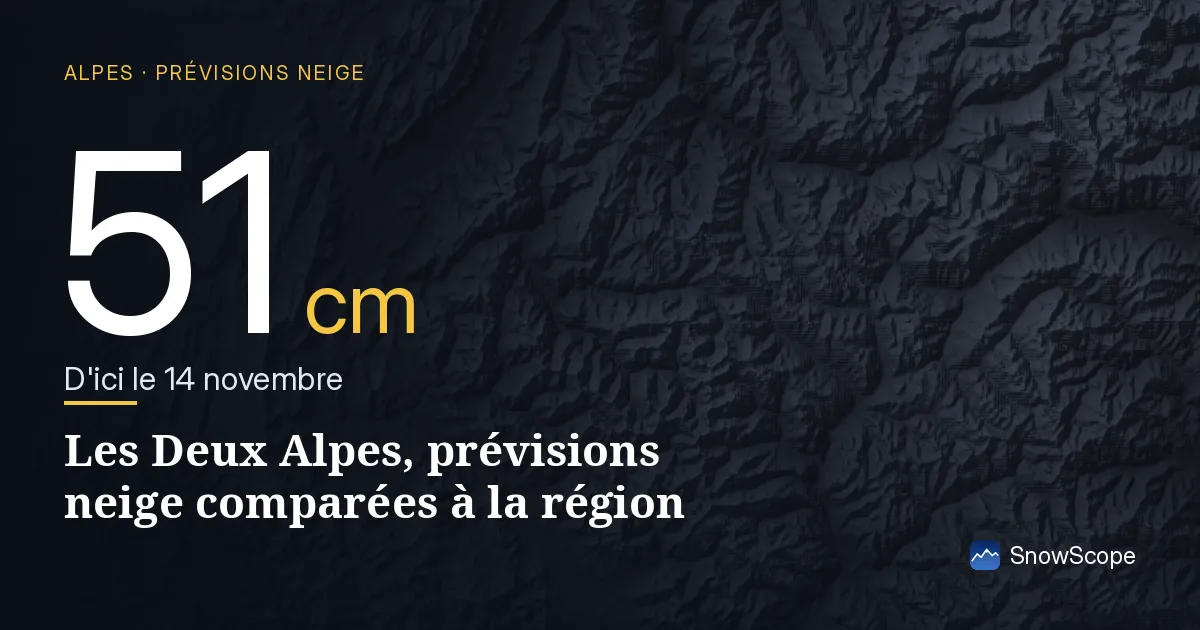 ALPES · PRÉVISIONS NEIGE
51 cm
D'ici le 14 novembre
Les Deux Alpes, prévisions
neige comparées à la région
SnowScope